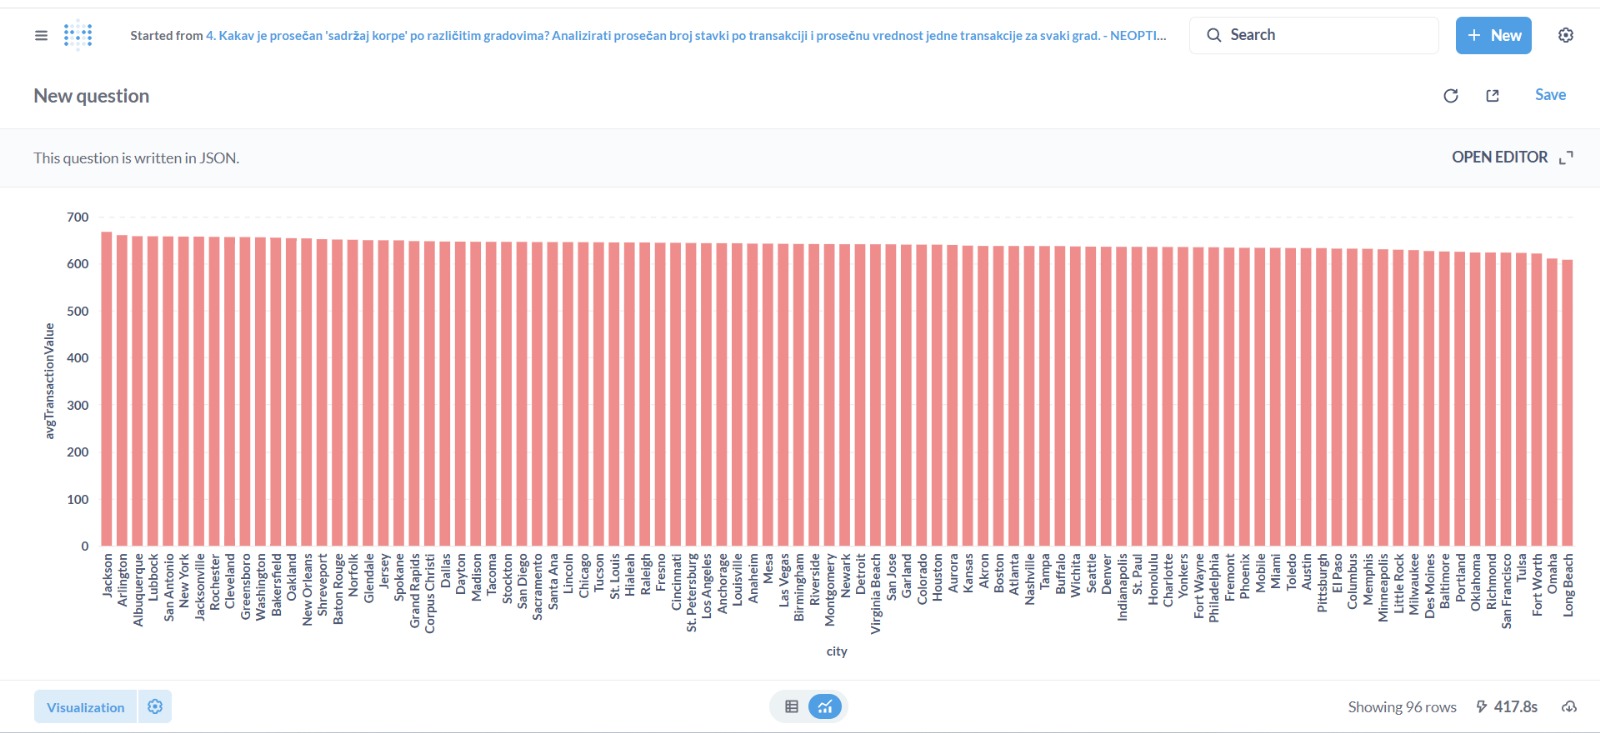 Started from 4. Kakav je prosečan 'sadržaj korpe' po različitim gradovima? Analizirati prosečan broj stavki po transakciji i prosečnu vrednost jedne transakcije za svaki grad. - NEOPTI...
Search
+ New
New question
Save
This question is written in JSON.
OPEN EDITOR
700
600
500
400
300
200
100
0
avgTransactionValue
Jackson
Arlington
Albuquerque
Lubbock
San Antonio
New York
Jacksonville
Rochester
Cleveland
Greensboro
Washington
Bakersfield
Oakland
New Orleans
Shreveport
Baton Rouge
Norfolk
Glendale
Jersey
Spokane
Grand Rapids
Corpus Christi
Dallas
Dayton
Madison
Tacoma
Stockton
San Diego
Sacramento
Santa Ana
Lincoln
Chicago
Tucson
St. Louis
Hialeah
Raleigh
Fresno
Cincinnati
St. Petersburg
Los Angeles
Anchorage
Louisville
Anaheim
Mesa
Las Vegas
Birmingham
Riverside
Montgomery
Newark
Detroit
Virginia Beach
San Jose
Garland
Colorado
Houston
Aurora
Kansas
Akron
Boston
Atlanta
Nashville
Tampa
Buffalo
Wichita
Seattle
Denver
Indianapolis
St. Paul
Honolulu
Charlotte
Yonkers
Fort Wayne
Philadelphia
Fremont
Phoenix
Mobile
Miami
Toledo
Austin
Pittsburgh
El Paso
Columbus
Memphis
Minneapolis
Little Rock
Milwaukee
Des Moines
Baltimore
Portland
Oklahoma
Richmond
San Francisco
Tulsa
Fort Worth
Omaha
Long Beach
city
Visualization
Showing 96 rows
417.8s